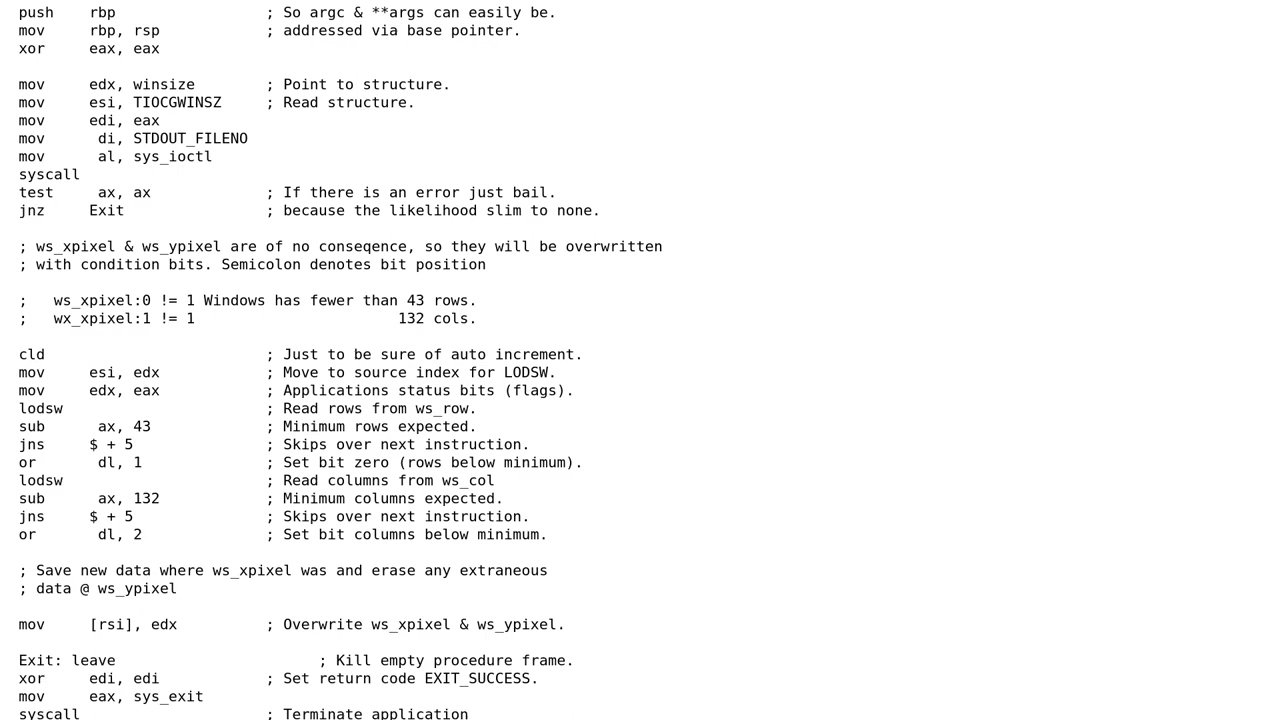 push    rbp                 ; So argc & **args can easily be.
mov     rbp, rsp            ; addressed via base pointer.
xor     eax, eax
mov     edx, winsize        ; Point to structure.
mov     esi, TIOCGWINSZ     ; Read structure.
mov     edi, eax
mov      di, STDOUT_FILENO
mov      al, sys_ioctl
syscall
test     ax, ax             ; If there is an error just bail.
jnz     Exit                ; because the likelihood slim to none.
; ws_xpixel & ws_ypixel are of no conseqence, so they will be overwritten
; with condition bits. Semicolon denotes bit position
;   ws_xpixel:0 != 1 Windows has fewer than 43 rows.
;   wx_xpixel:1 != 1                       132 cols.
cld                         ; Just to be sure of auto increment.
mov     esi, edx            ; Move to source index for LODSW.
mov     edx, eax            ; Applications status bits (flags).
lodsw                       ; Read rows from ws_row.
sub      ax, 43             ; Minimum rows expected.
jns     $ + 5               ; Skips over next instruction.
or       dl, 1              ; Set bit zero (rows below minimum).
lodsw                       ; Read columns from ws_col
sub      ax, 132            ; Minimum columns expected.
jns     $ + 5               ; Skips over next instruction.
or       dl, 2              ; Set bit columns below minimum.
; Save new data where ws_xpixel was and erase any extraneous
; data @ ws_ypixel
mov     [rsi], edx          ; Overwrite ws_xpixel & ws_ypixel.
Exit: leave                       ; Kill empty procedure frame.
xor     edi, edi            ; Set return code EXIT_SUCCESS.
mov     eax, sys_exit
syscall                     ; Terminate application